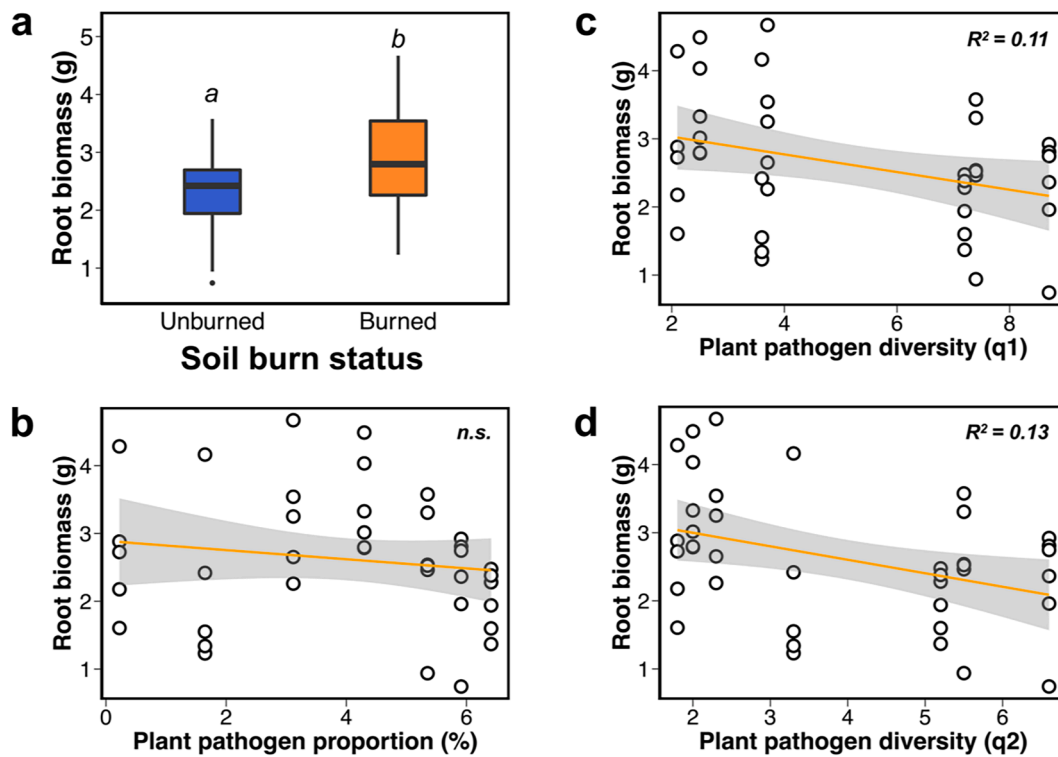 a
Root biomass (g)
5
4
3
2
1
a
b
Unburned
Burned
Soil burn status
b
Root biomass (g)
4
3
2
1
n.s.
0
2
4
6
Plant pathogen proportion (%)
c
Root biomass (g)
4
3
2
1
R² = 0.11
2
4
6
8
Plant pathogen diversity (q1)
d
Root biomass (g)
4
3
2
1
R² = 0.13
2
3
4
5
6
Plant pathogen diversity (q2)